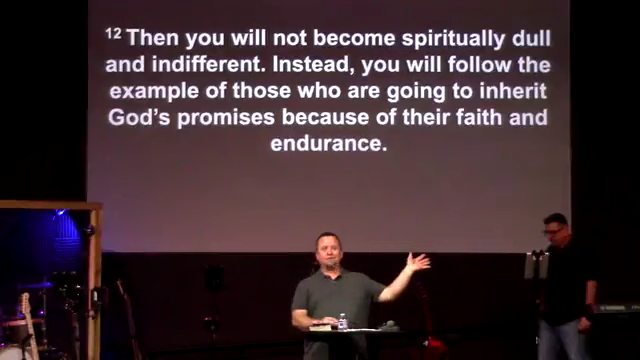 12 Then you will not become spiritually dull
and indifferent. Instead, you will follow the
example of those who are going to inherit
God's promises because of their faith and
endurance.